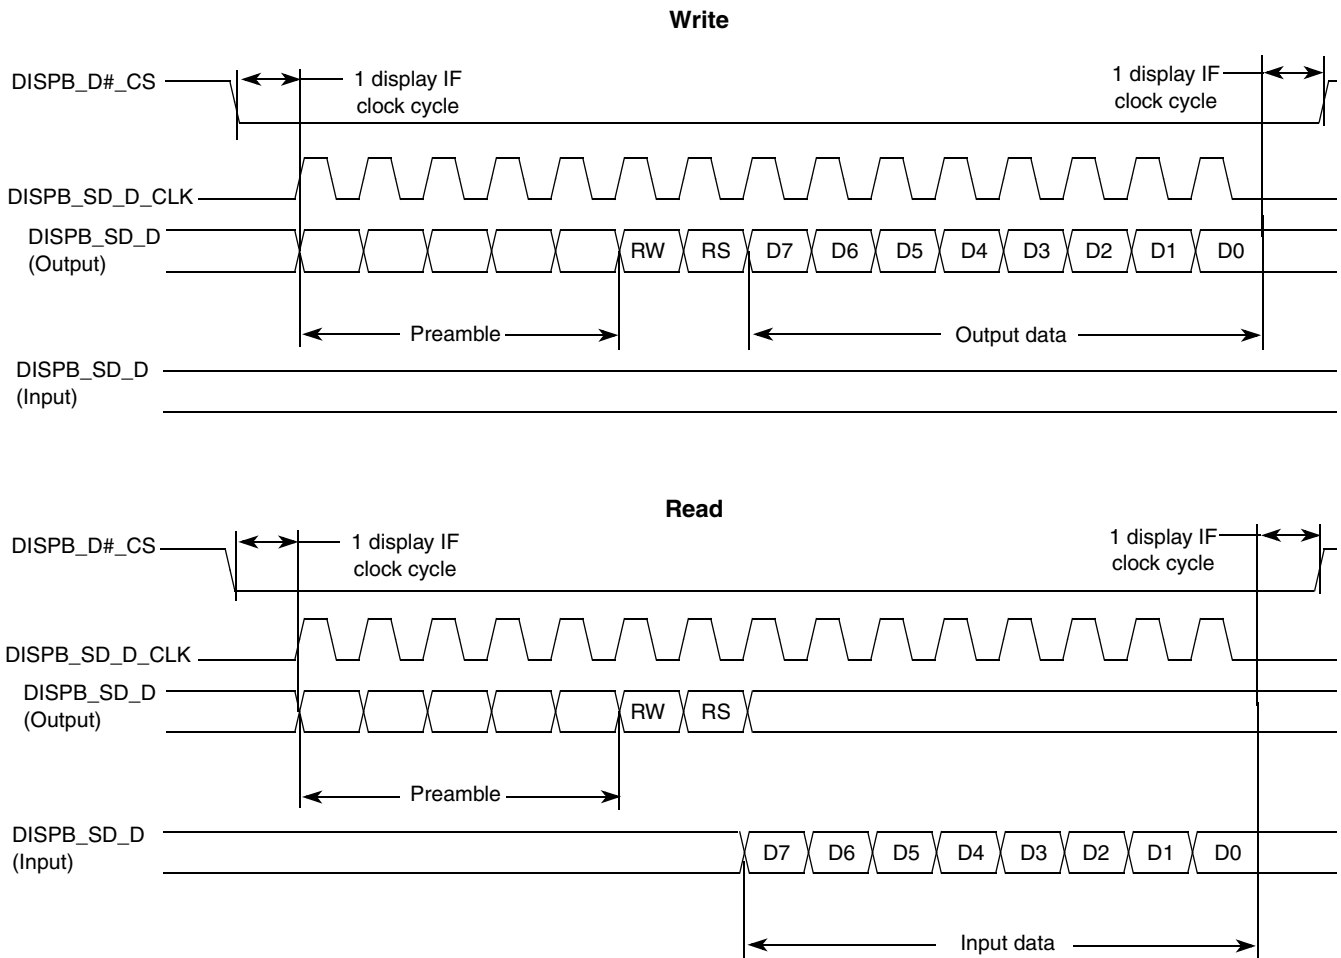 Write
DISPB_D#_CS
1 display IF
clock cycle
1 display IF
clock cycle
DISPB_SD_D_CLK
DISPB_SD_D
(Output)
RW RS D7 D6 D5 D4 D3 D2 D1 D0
Preamble
Output data
DISPB_SD_D
(Input)
Read
DISPB_D#_CS
1 display IF
clock cycle
1 display IF
clock cycle
DISPB_SD_D_CLK
DISPB_SD_D
(Output)
RW RS
Preamble
DISPB_SD_D
(Input)
D7 D6 D5 D4 D3 D2 D1 D0
Input data